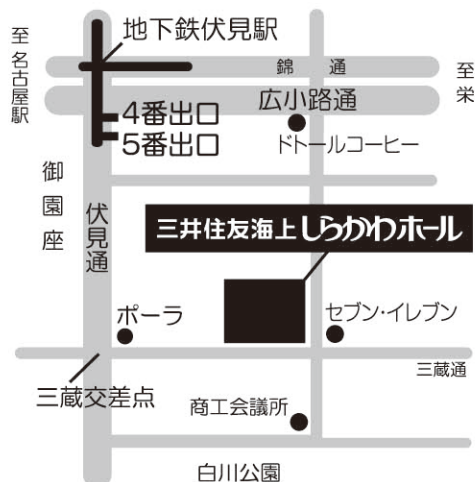 地下鉄伏見駅
至名古屋駅
錦通
至栄
広小路通
4番出口
5番出口
ドトールコーヒー
御園座
伏見通
三井住友海上しらかわホール
ポーラ
セブン・イレブン
三蔵通
三蔵交差点
商工会議所
白川公園